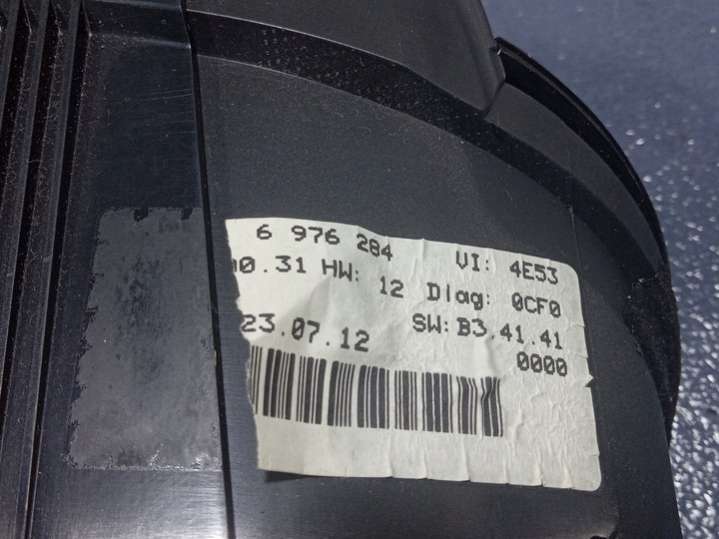 6 976 284 VI: 4E53
0.31 HW: 12 Diag: 0CF0
23.07.12 SW: B3.41.41
0000